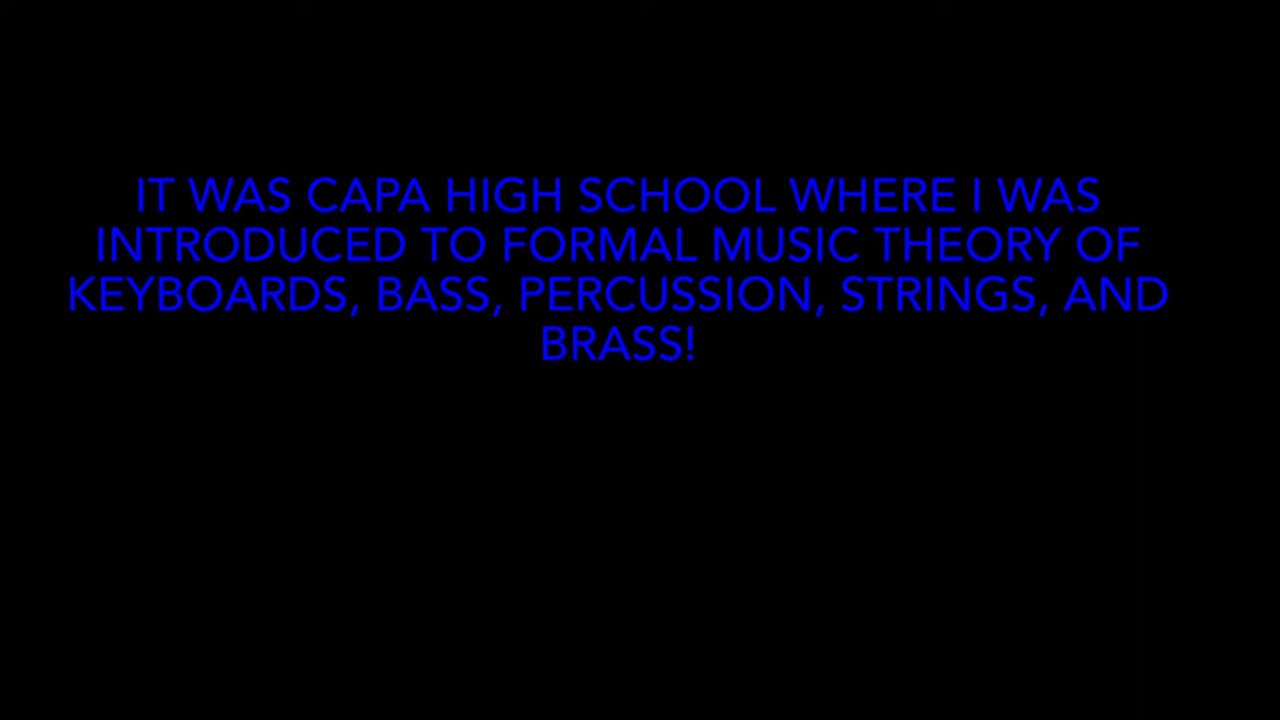 IT WAS CAPA HIGH SCHOOL WHERE I WAS
INTRODUCED TO FORMAL MUSIC THEORY OF
KEYBOARDS, BASS, PERCUSSION, STRINGS, AND
BRASS!